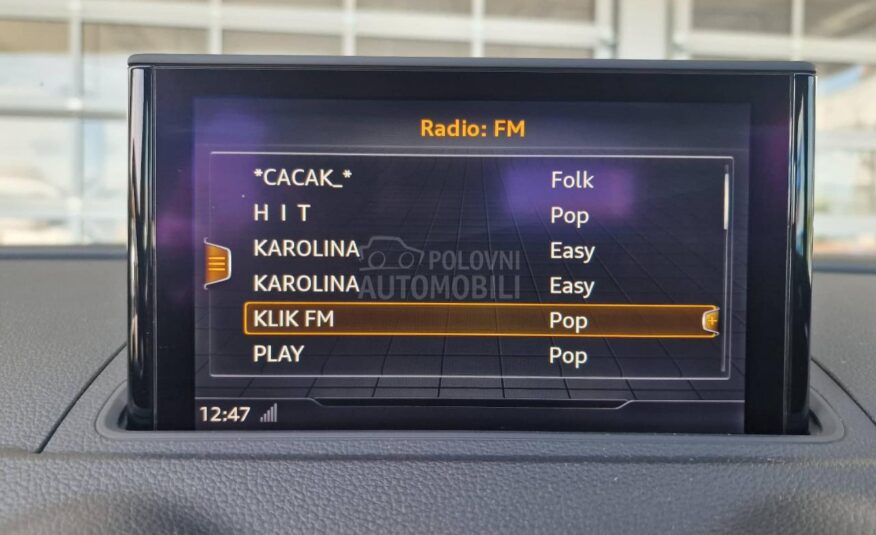 Radio: FM
*CACAK_* Folk
H I T Pop
KAROLINA Easy
KAROLINA Easy
KLIK FM Pop
PLAY Pop
12:47
POLOVNI
AUTOMOBILI